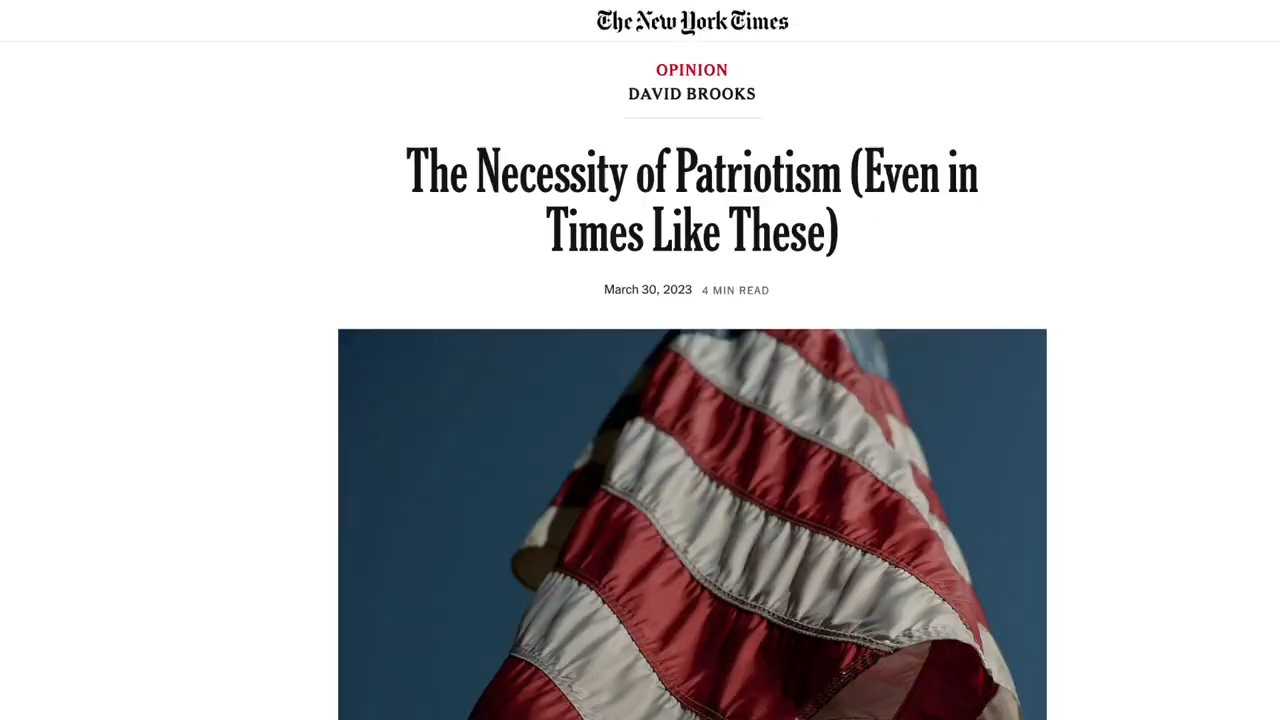 The New York Times
OPINION
DAVID BROOKS
The Necessity of Patriotism (Even in
Times Like These)
March 30, 2023 4 MIN READ